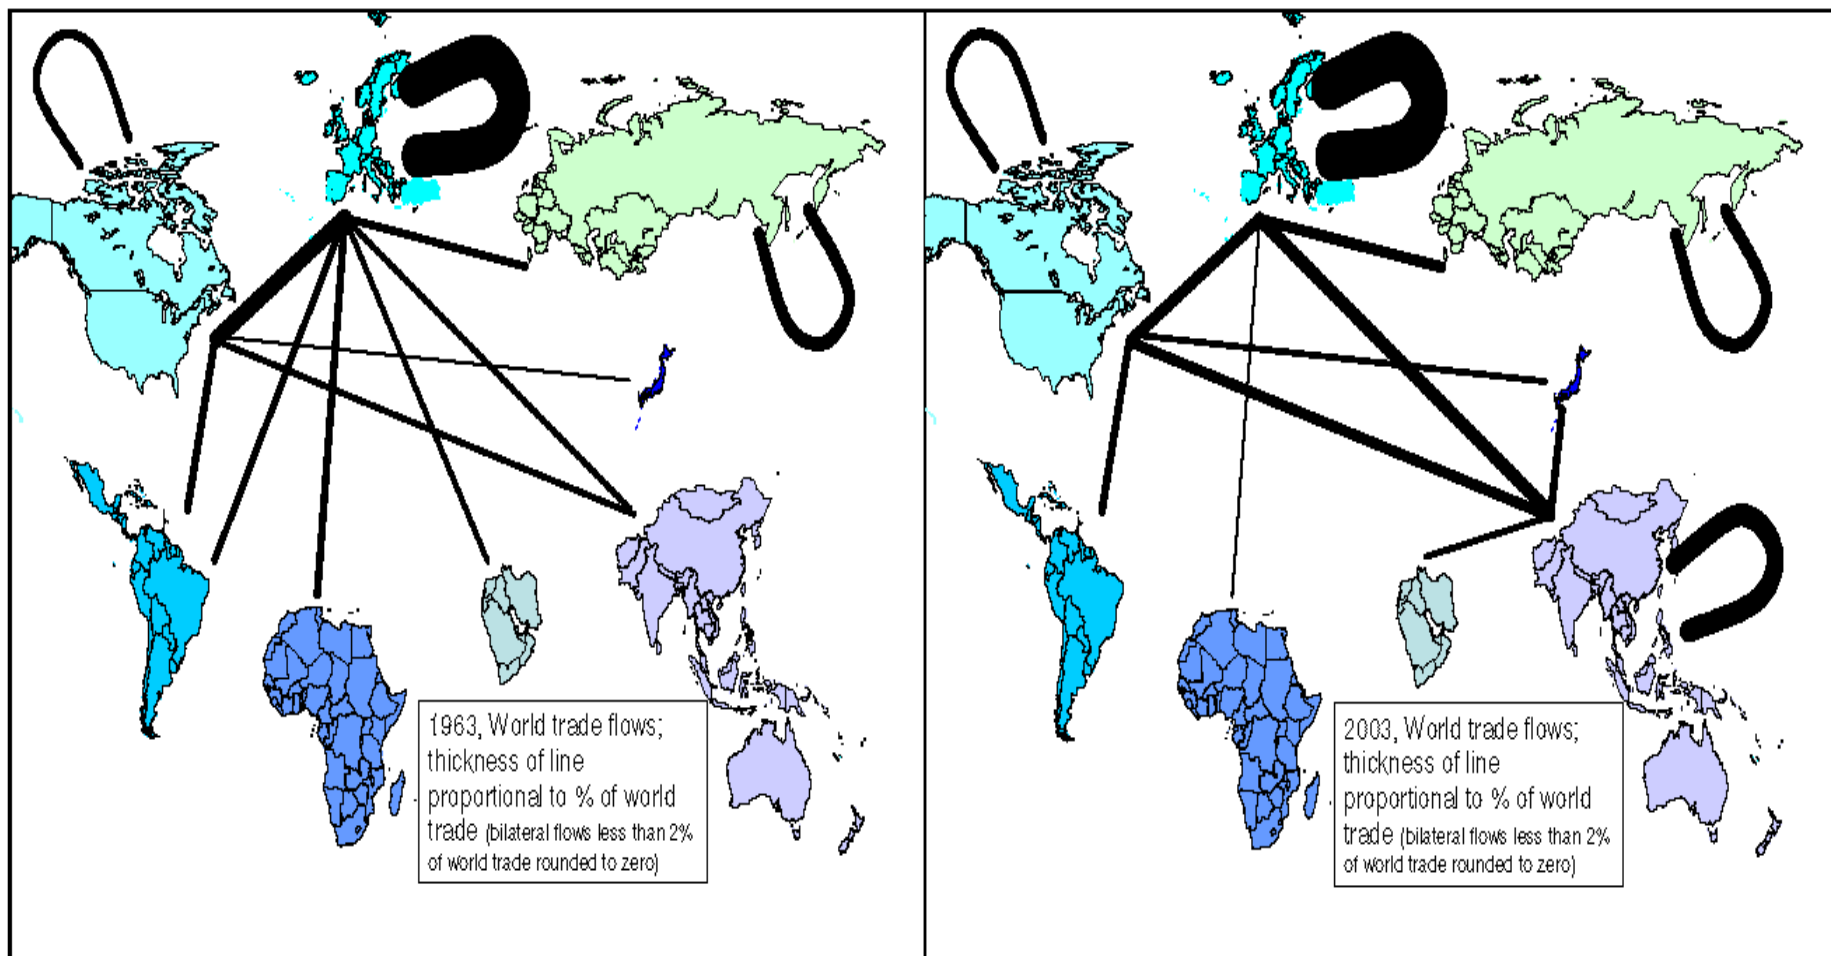 1963, World trade flows;
thickness of line
proportional to % of world
trade (bilateral flows less than 2%
of world trade rounded to zero)
2003, World trade flows;
thickness of line
proportional to % of world
trade (bilateral flows less than 2%
of world trade rounded to zero)